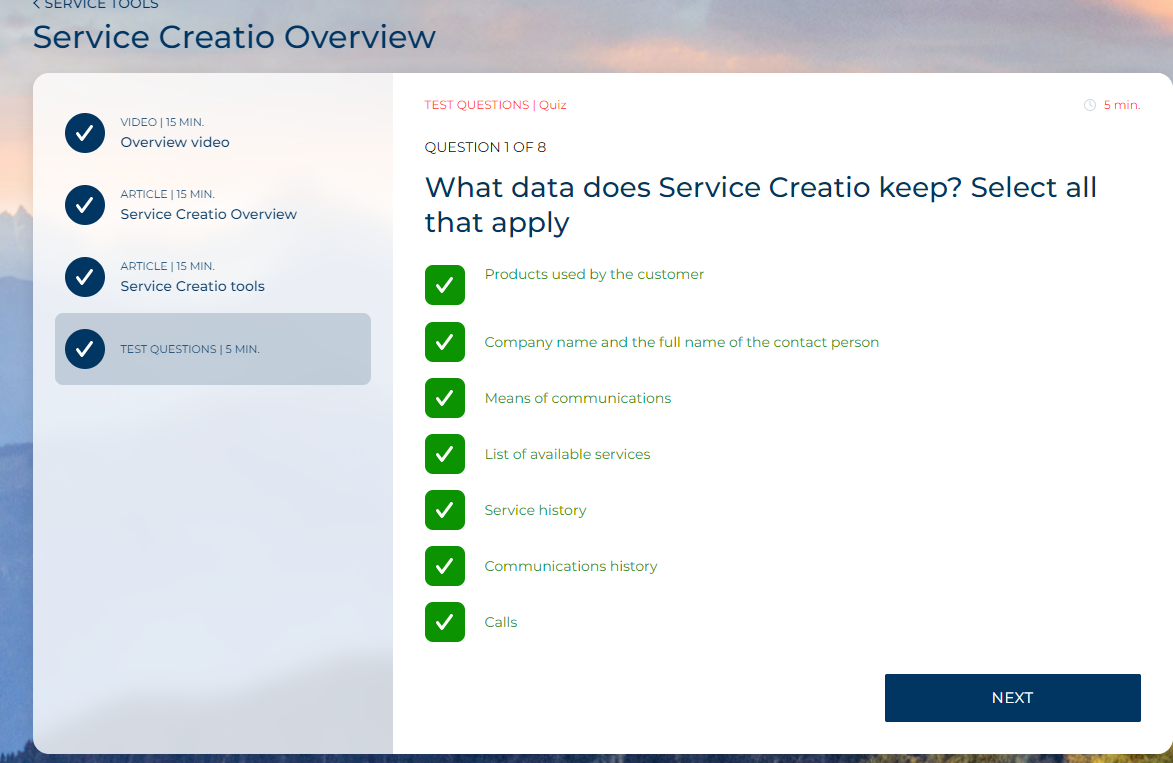 SERVICE TOOLS
Service Creatio Overview
VIDEO | 15 MIN.
Overview video
ARTICLE | 15 MIN.
Service Creatio Overview
ARTICLE | 15 MIN.
Service Creatio tools
TEST QUESTIONS | 5 MIN.
TEST QUESTIONS | Quiz
5 min.
QUESTION 1 OF 8
What data does Service Creatio keep? Select all
that apply
Products used by the customer
Company name and the full name of the contact person
Means of communications
List of available services
Service history
Communications history
Calls
NEXT